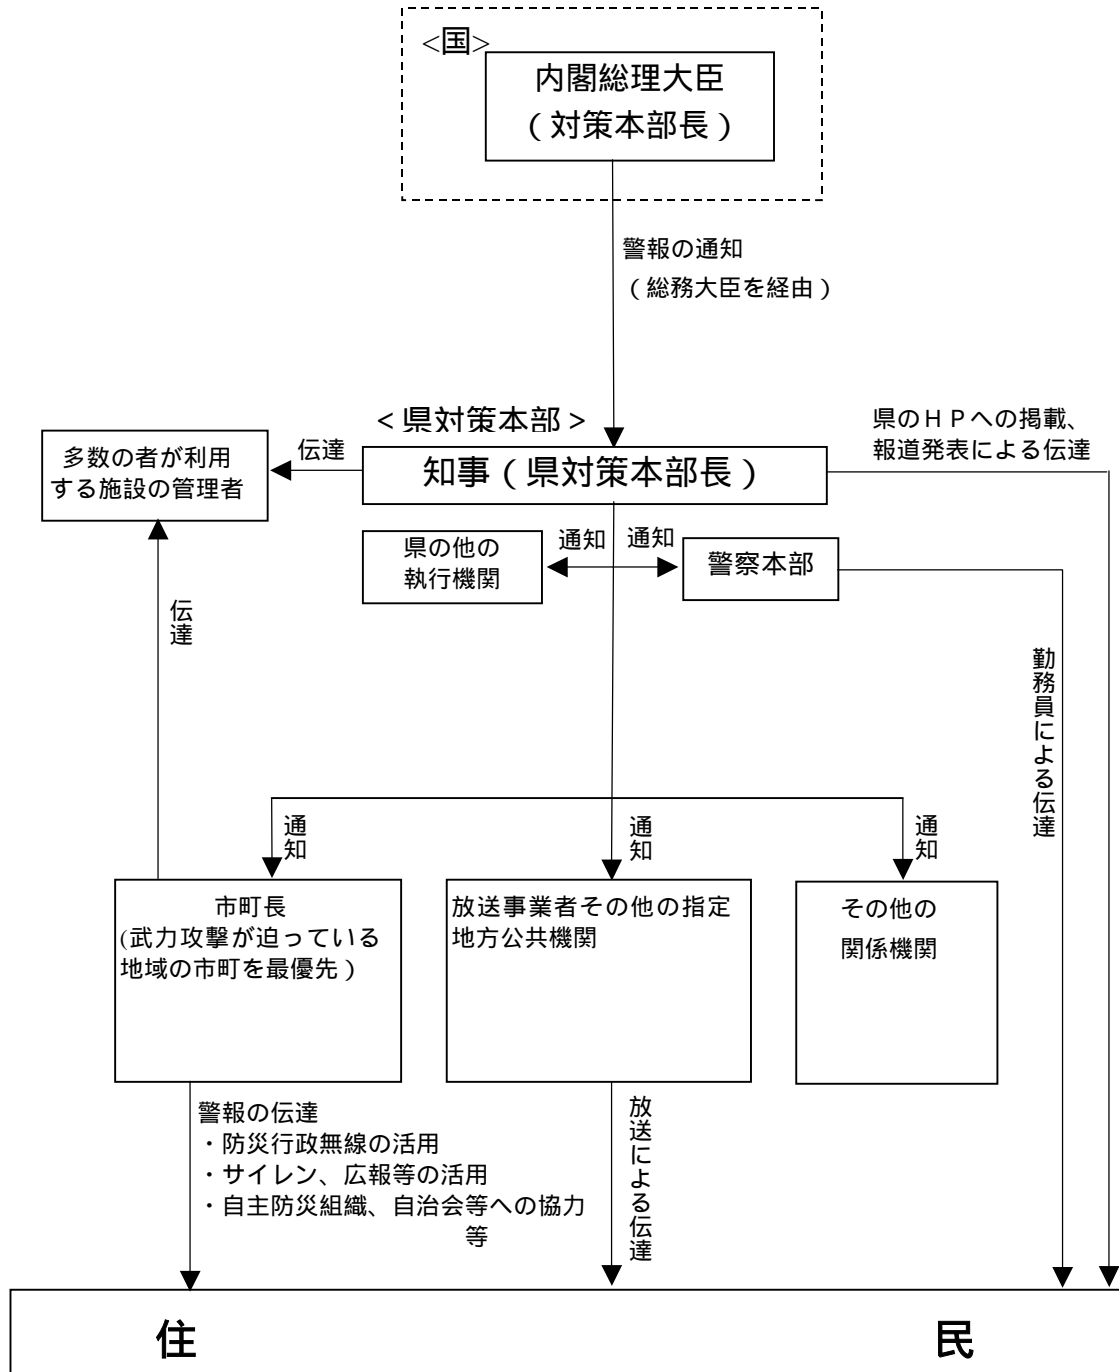 <国>
内閣総理大臣
（対策本部長）
警報の通知
（総務大臣を経由）
＜県対策本部＞
知事（県対策本部長）
伝達
多数の者が利用
する施設の管理者
県のＨＰへの掲載、
報道発表による伝達
県の他の
執行機関
通知
通知
警察本部
伝達
勤務員による伝達
通知
通知
通知
市町長
(武力攻撃が迫っている
地域の市町を最優先）
放送事業者その他の指定
地方公共機関
その他の
関係機関
警報の伝達
・防災行政無線の活用
・サイレン、広報等の活用
・自主防災組織、自治会等への協力
等
放送による伝達
住民